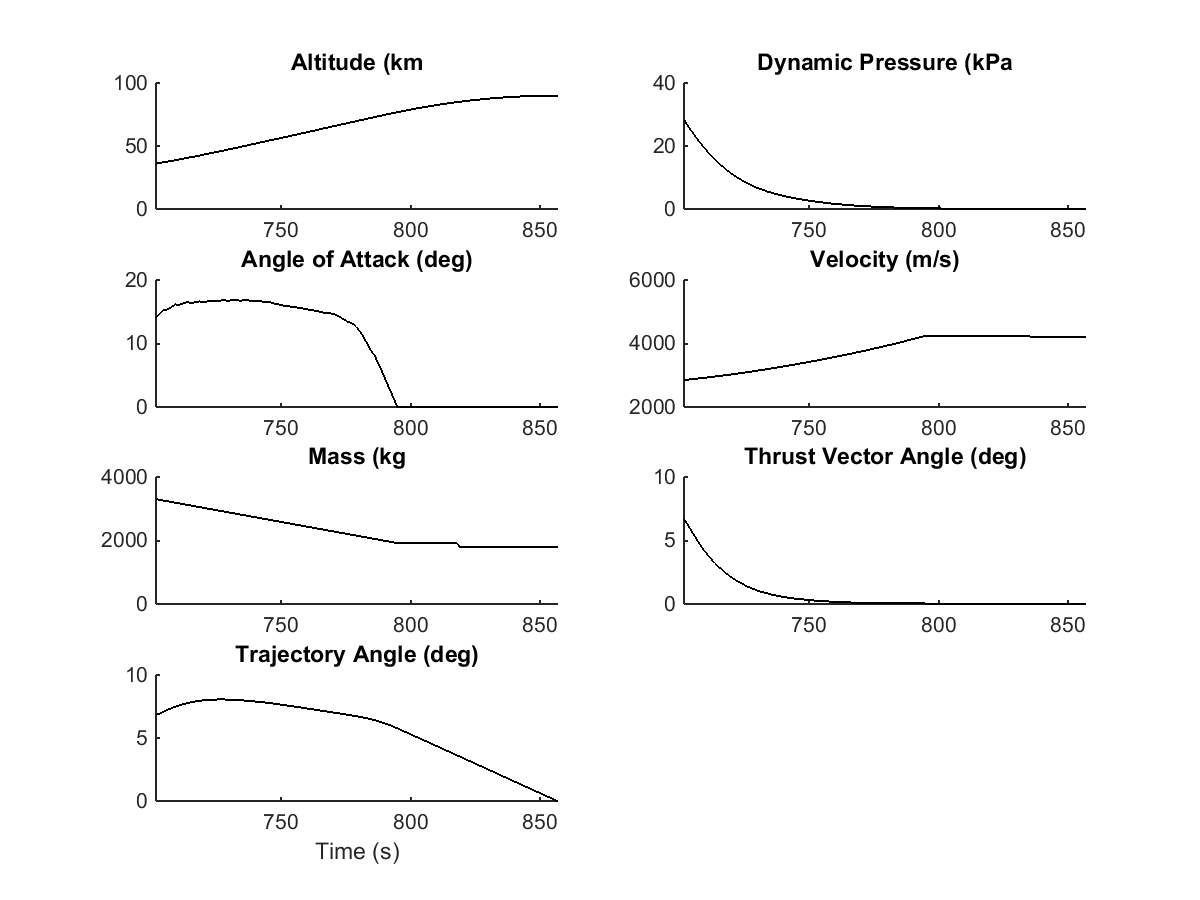 Altitude (km
100
50
0
750 800 850
Dynamic Pressure (kPa
40
20
0
750 800 850
Angle of Attack (deg)
20
10
0
750 800 850
Velocity (m/s)
6000
4000
2000
750 800 850
Mass (kg
4000
2000
0
750 800 850
Thrust Vector Angle (deg)
10
5
0
750 800 850
Trajectory Angle (deg)
10
5
0
750 800 850
Time (s)